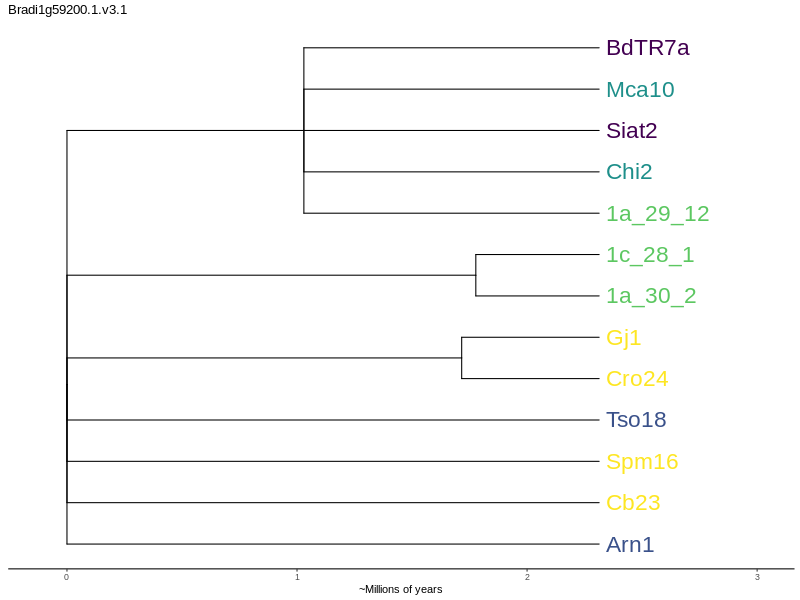 Bradi1g59200.1.v3.1
BdTR7a
Mca10
Siat2
Chi2
1a_29_12
1c_28_1
1a_30_2
Gj1
Cro24
Tso18
Spm16
Cb23
Arn1
0 1 2 3
~Millions of years